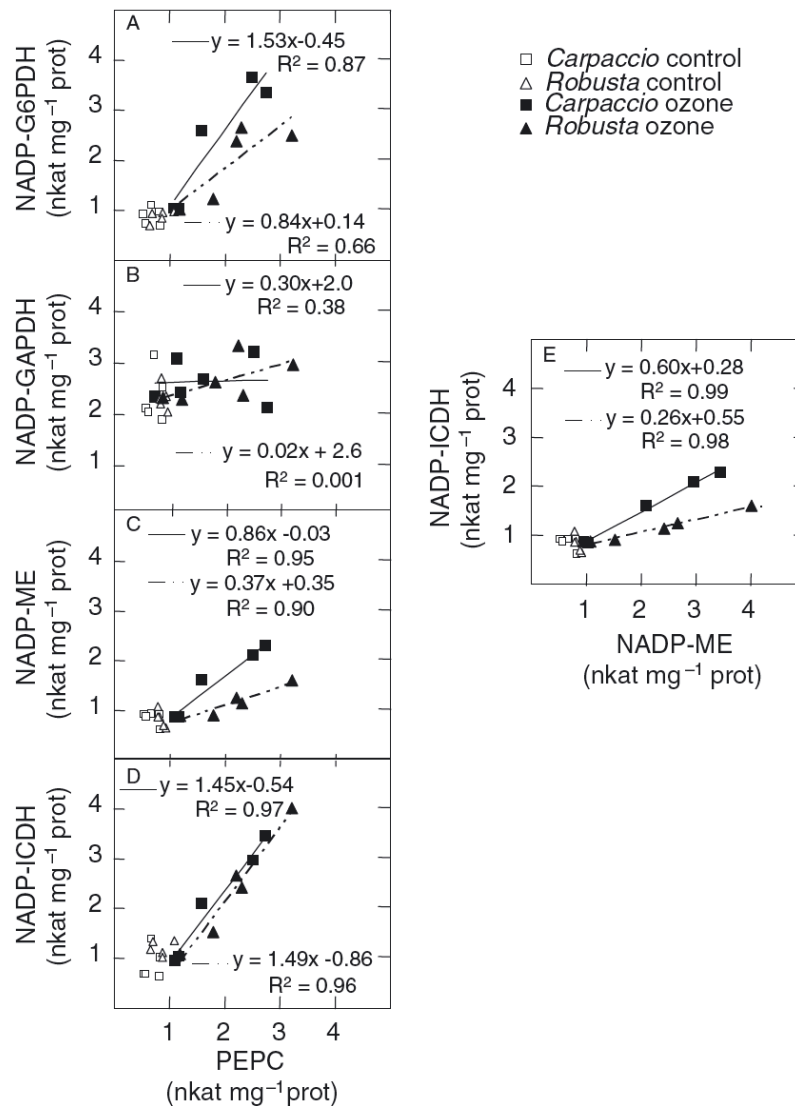 A
y = 1.53x-0.45
R² = 0.87
4
3
2
1
NADP-G6PDH
(nkat mg⁻¹ prot)
y = 0.84x+0.14
R² = 0.66
B
y = 0.30x+2.0
R² = 0.38
4
3
2
1
NADP-GAPDH
(nkat mg⁻¹ prot)
y = 0.02x + 2.6
R² = 0.001
C
y = 0.86x -0.03
R² = 0.95
y = 0.37x +0.35
R² = 0.90
4
3
2
1
NADP-ME
(nkat mg⁻¹ prot)
D
y = 1.45x-0.54
R² = 0.97
4
3
2
1
NADP-ICDH
(nkat mg⁻¹ prot)
y = 1.49x -0.86
R² = 0.96
1 2 3 4
PEPC
(nkat mg⁻¹prot)
Carpaccio control
Robusta control
Carpaccio ozone
Robusta ozone
E
y = 0.60x+0.28
R² = 0.99
y = 0.26x+0.55
R² = 0.98
4
3
2
1
NADP-ICDH
(nkat mg⁻¹ prot)
1 2 3 4
NADP-ME
(nkat mg⁻¹ prot)